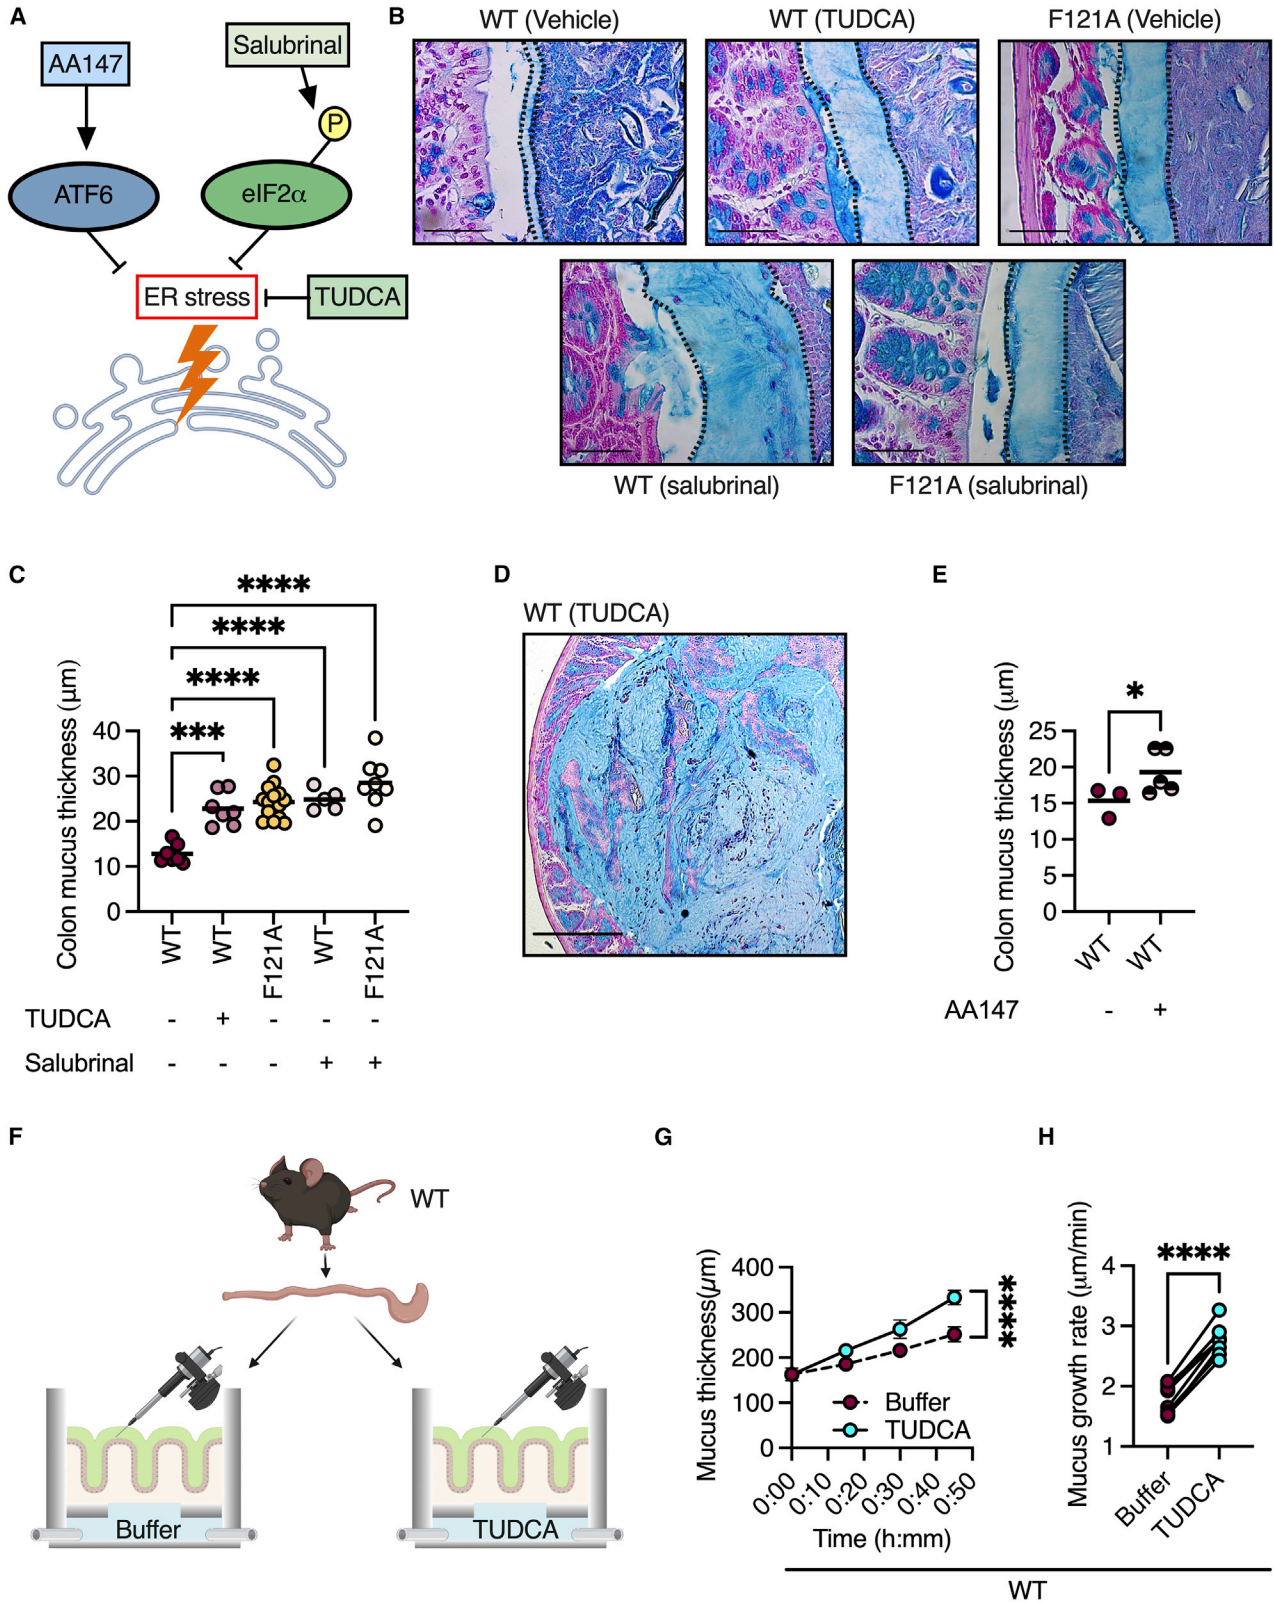 A
AA147
Salubrinal
P
ATF6
eIF2α
ER stress
TUDCA
B
WT (Vehicle)
WT (TUDCA)
F121A (Vehicle)
WT (salubrinal)
F121A (salubrinal)
C
****
****
****
***
Colon mucus thickness (μm)
40
30
20
10
0
WT
WT
F121A
WT
F121A
TUDCA - + - - -
Salubrinal - - - + +
D
WT (TUDCA)
E
*
Colon mucus thickness (μm)
25
20
15
10
5
0
WT
WT
AA147 - +
F
WT
Buffer
TUDCA
G
Mucus thickness(μm)
400
300
200
100
0
****
Buffer
TUDCA
0:00
0:10
0:20
0:30
0:40
0:50
Time (h:mm)
H
****
Mucus growth rate (μm/min)
4
3
2
1
Buffer
TUDCA
WT